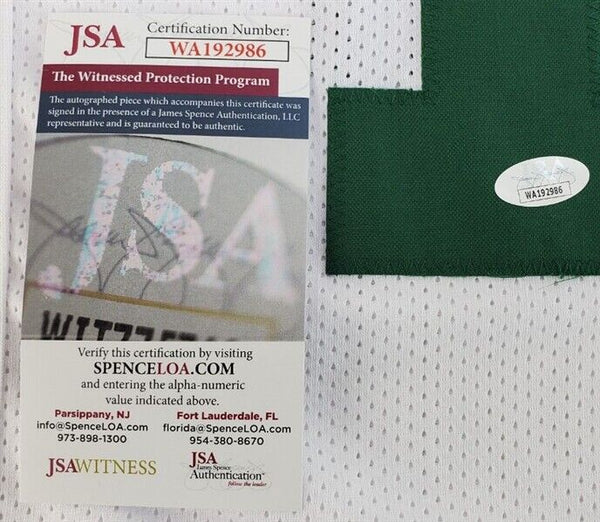 JSA
Certification Number:
WA192986
The Witnessed Protection Program
The autographed piece which accompanies this certificate was
signed in the presence of a James Spence Authentication, LLC
representative and is guaranteed to be authentic.
JSA
Verify this certification by visiting
SPENCELOA.COM
and entering the alpha-numeric
value indicated above.
Parsippany, NJ
info@SpenceLOA.com
973-898-1300
Fort Lauderdale, FL
florida@SpenceLOA.com
954-380-8670
JSAWITNESS
JSA
James Spence
Authentication
follow the leader
WA192986